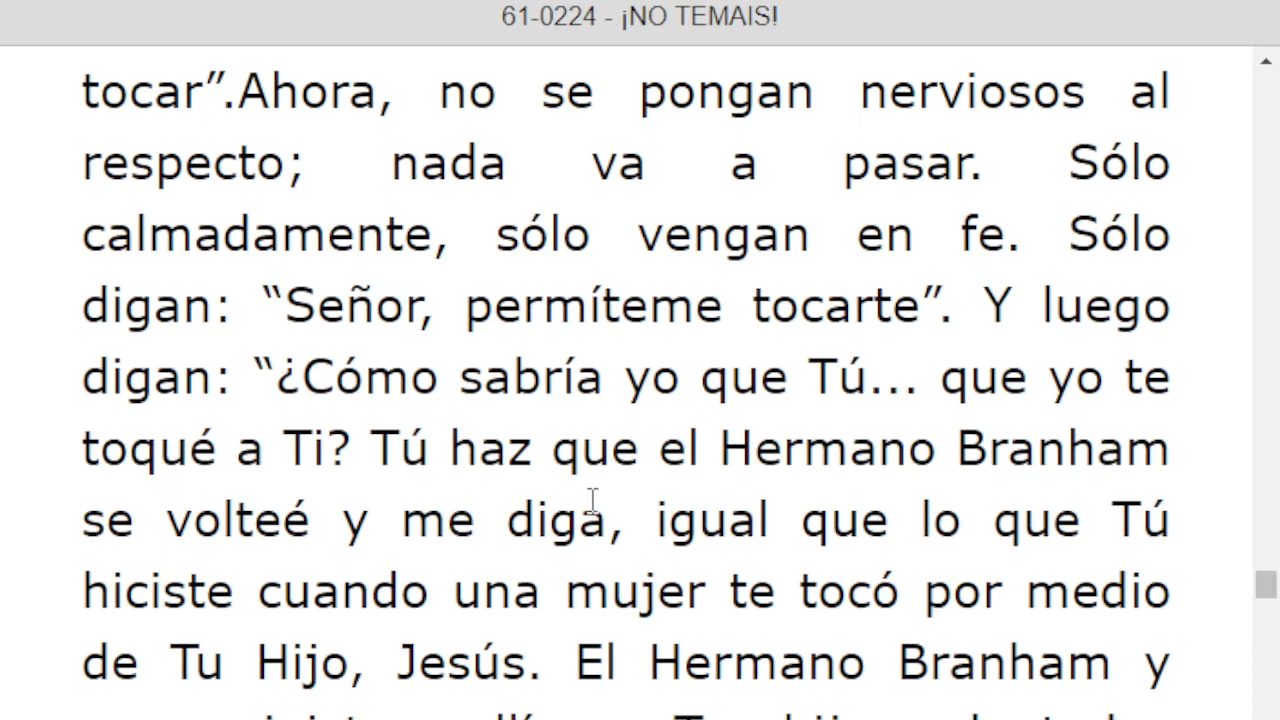 61-0224 - ¡NO TEMAIS!
tocar”.Ahora, no se pongan nerviosos al
respecto; nada va a pasar. Sólo
calmadamente, sólo vengan en fe. Sólo
digan: “Señor, permíteme tocarte”. Y luego
digan: “¿Cómo sabría yo que Tú... que yo te
toqué a Ti? Tú haz que el Hermano Branham
se volteé y me diga, igual que lo que Tú
hiciste cuando una mujer te tocó por medio
de Tu Hijo, Jesús. El Hermano Branham y